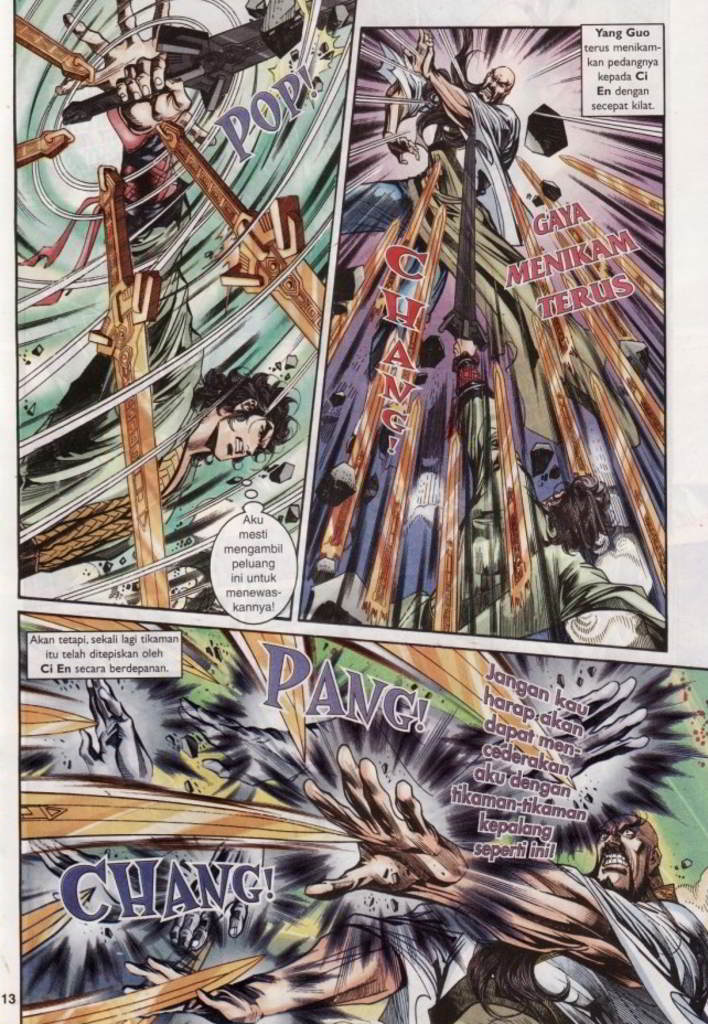 POP!
Aku
mesti
mengambil
peluang
ini untuk
menewas-
kannya!
Yang Guo
terus menikam-
kan pedangnya
kepada Ci
En dengan
secepat kilat.
GAYA
MENIKAM
TERUS
CHANG!
Akan tetapi, sekali lagi tikaman
itu telah ditepiskan oleh
Ci En secara berdepanan.
PANG!
Jangan kau
harap akan
dapat men-
cederakan
aku dengan
tikaman-tikaman
kepalang
seperti ini!
CHANG!
13